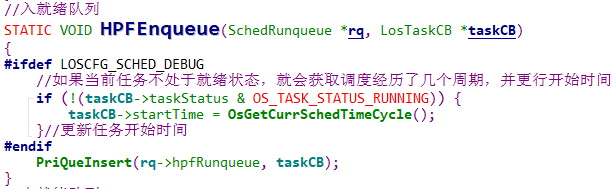 //入就绪队列
STATIC VOID HPFEnqueue(SchedRunqueue *rq, LosTaskCB *taskCB)
{
#ifdef LOSCFG_SCHED_DEBUG
    //如果当前任务不处于就绪状态，就会获取调度经历了几个周期，并更行开始时间
    if (!(taskCB->taskStatus & OS_TASK_STATUS_RUNNING)) {
        taskCB->startTime = OsGetCurrSchedTimeCycle();
    }//更新任务开始时间
#endif
    PriQueInsert(rq->hpfRunqueue, taskCB);
}